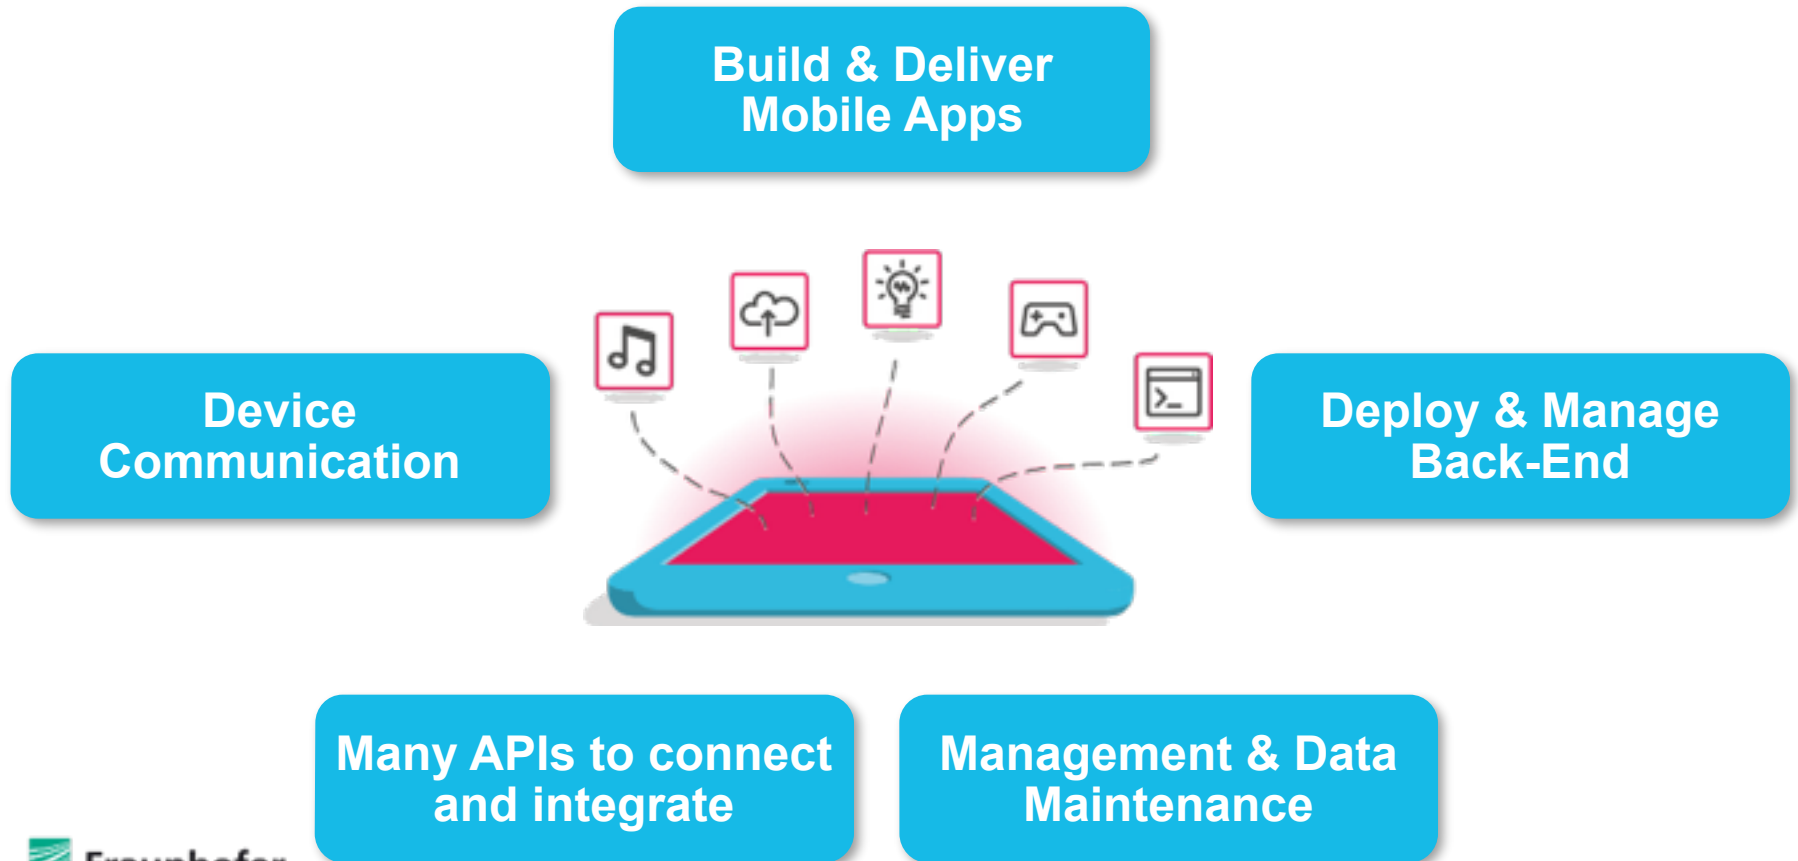 Build & Deliver
Mobile Apps
Device
Communication
Deploy & Manage
Back-End
Many APIs to connect
and integrate
Management & Data
Maintenance
Fraunhofer